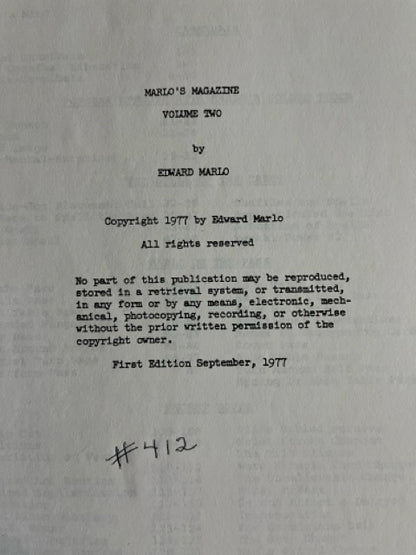 MARLO'S MAGAZINE
VOLUME TWO
by
EDWARD MARLO
Copyright 1977 by Edward Marlo
All rights reserved
No part of this publication may be reproduced,
stored in a retrieval system, or transmitted,
in any form or by any means, electronic, mech-
anical, photocopying, recording, or otherwise
without the prior written permission of the
copyright owner.
First Edition September, 1977
#412